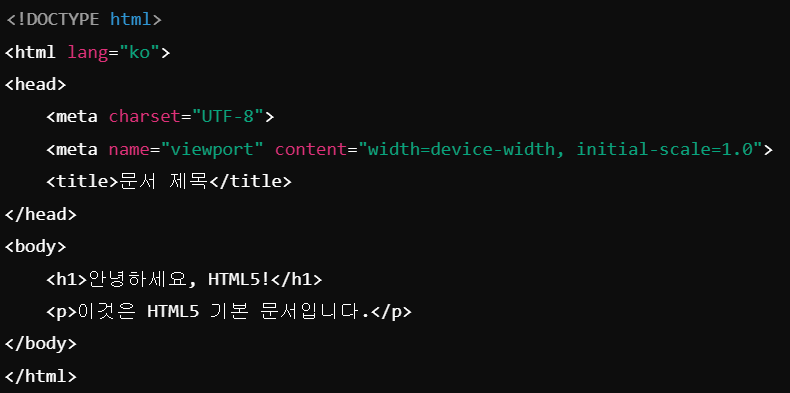 <!DOCTYPE html>
<html lang="ko">
<head>
    <meta charset="UTF-8">
    <meta name="viewport" content="width=device-width, initial-scale=1.0">
    <title>문서 제목</title>
</head>
<body>
    <h1>안녕하세요, HTML5!</h1>
    <p>이것은 HTML5 기본 문서입니다.</p>
</body>
</html>